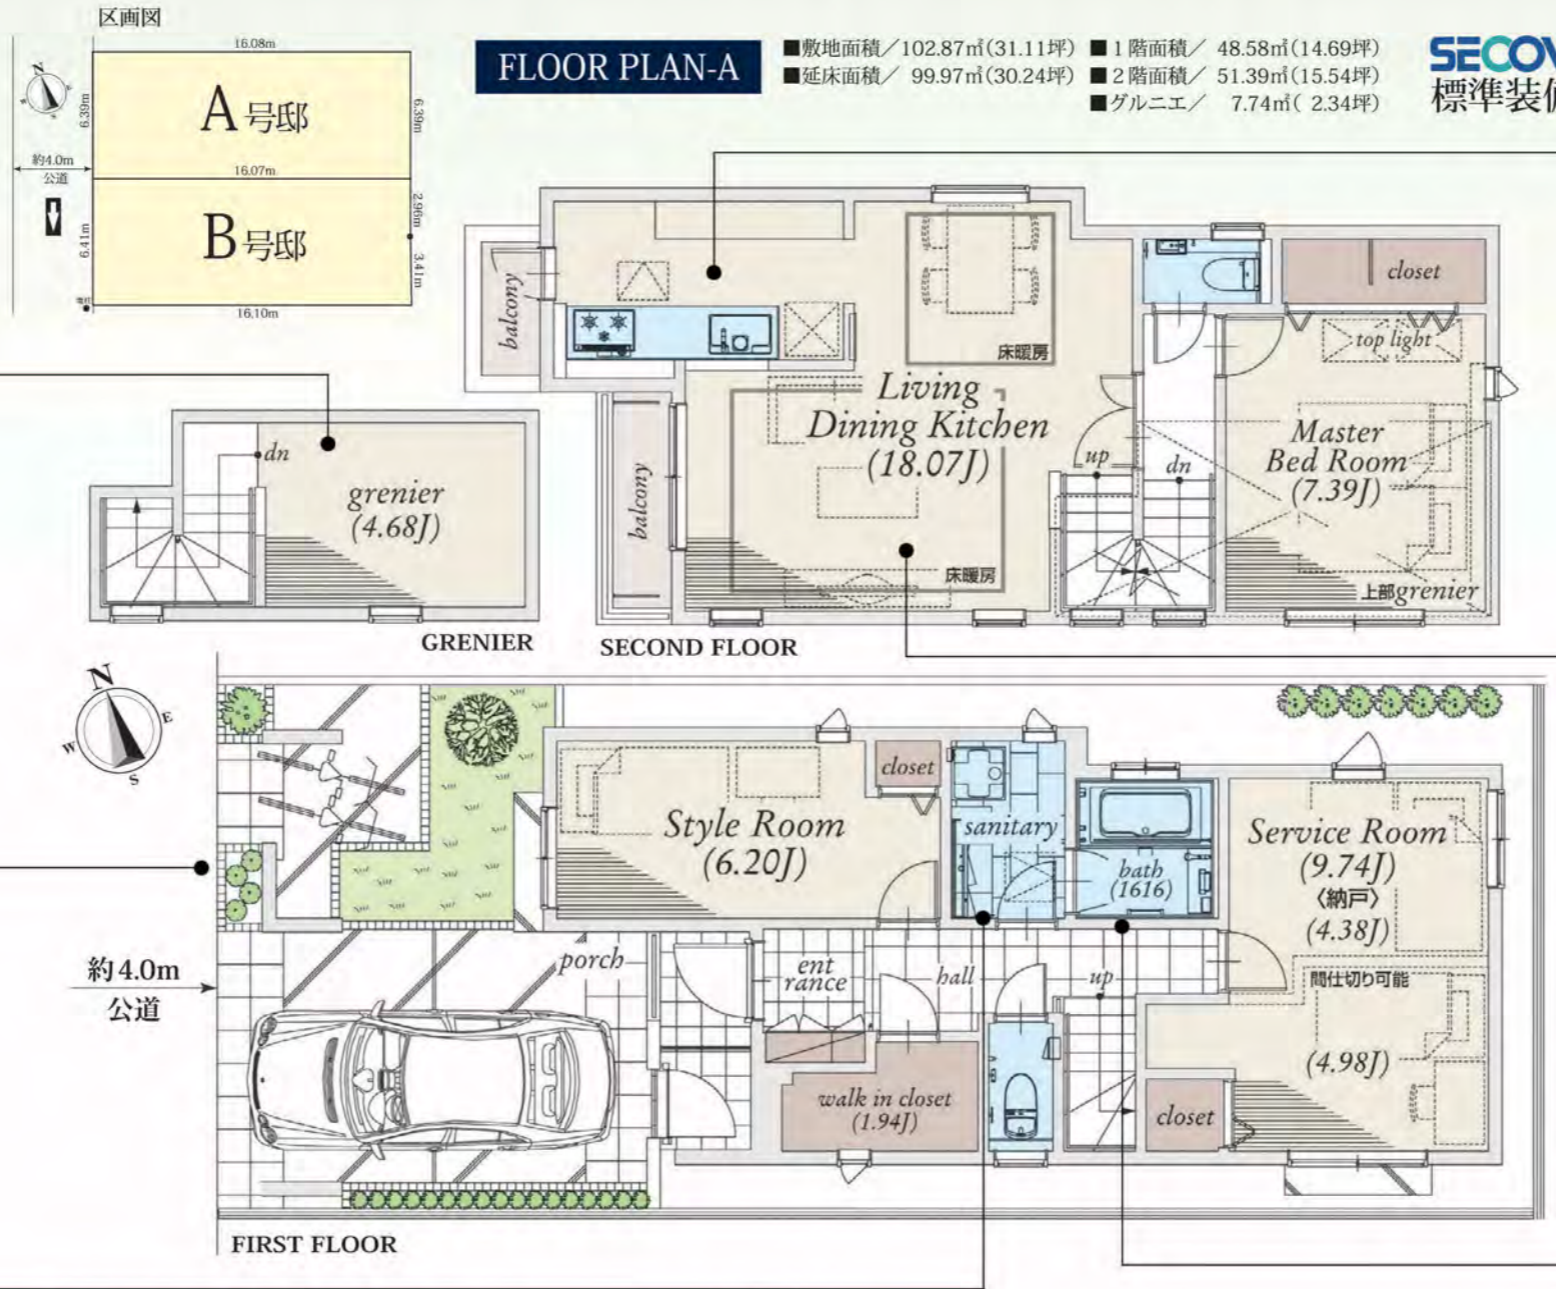 区画図
16.08m
N
6.39m
A号邸
6.39m
約4.0m
公道
16.07m
2.96m
6.41m
B号邸
3.41m
16.10m
FLOOR PLAN-A
■敷地面積／102.87㎡(31.11坪) ■1階面積／ 48.58㎡(14.69坪)
■延床面積／ 99.97㎡(30.24坪) ■2階面積／ 51.39㎡(15.54坪)
■グルニエ／ 7.74㎡( 2.34坪)
標準装
balcony
closet
top light
床暖房
Living
Dining Kitchen
(18.07J)
balcony
床暖房
up
dn
Master
Bed Room
(7.39J)
上部grenier
dn
grenier
(4.68J)
GRENIER
SECOND FLOOR
N
E
W
S
closet
Style Room
(6.20J)
sanitary
bath
(1616)
Service Room
(9.74J)
〈納戸〉
(4.38J)
約4.0m
公道
porch
ent
rance
hall
up
間仕切り可能
(4.98J)
walk in closet
(1.94J)
closet
FIRST FLOOR